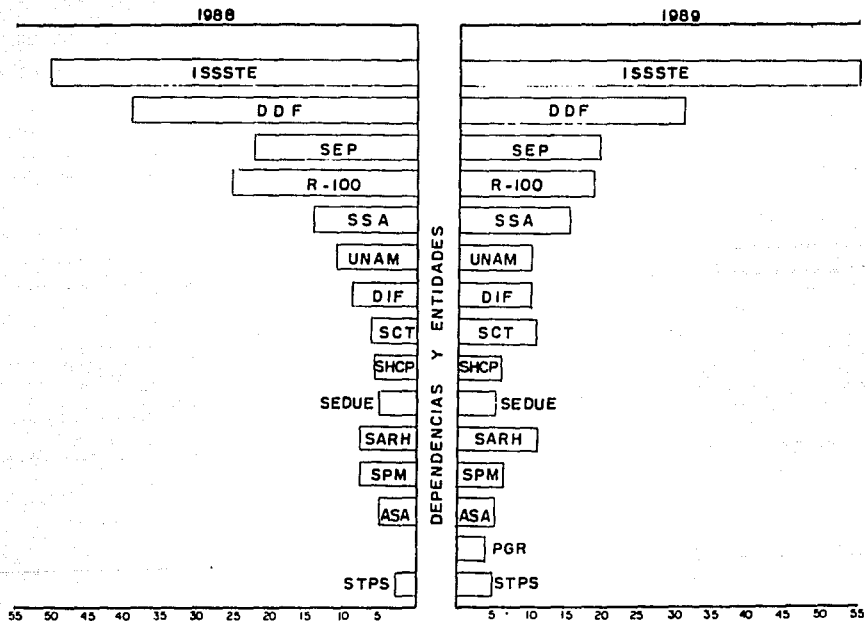 1988 1989
ISSSTE ISSSTE
DDF DDF
SEP SEP
R-100 R-100
SSA SSA
UNAM UNAM
DIF DIF
SCT SCT
SHCP SHCP
SEDUE SEDUE
SARH SARH
SPM SPM
ASA ASA
PGR
STPS STPS
DEPENDENCIAS Y ENTIDADES
55 50 45 40 35 30 25 20 15 10 5 5 10 15 20 25 30 35 40 45 50 55